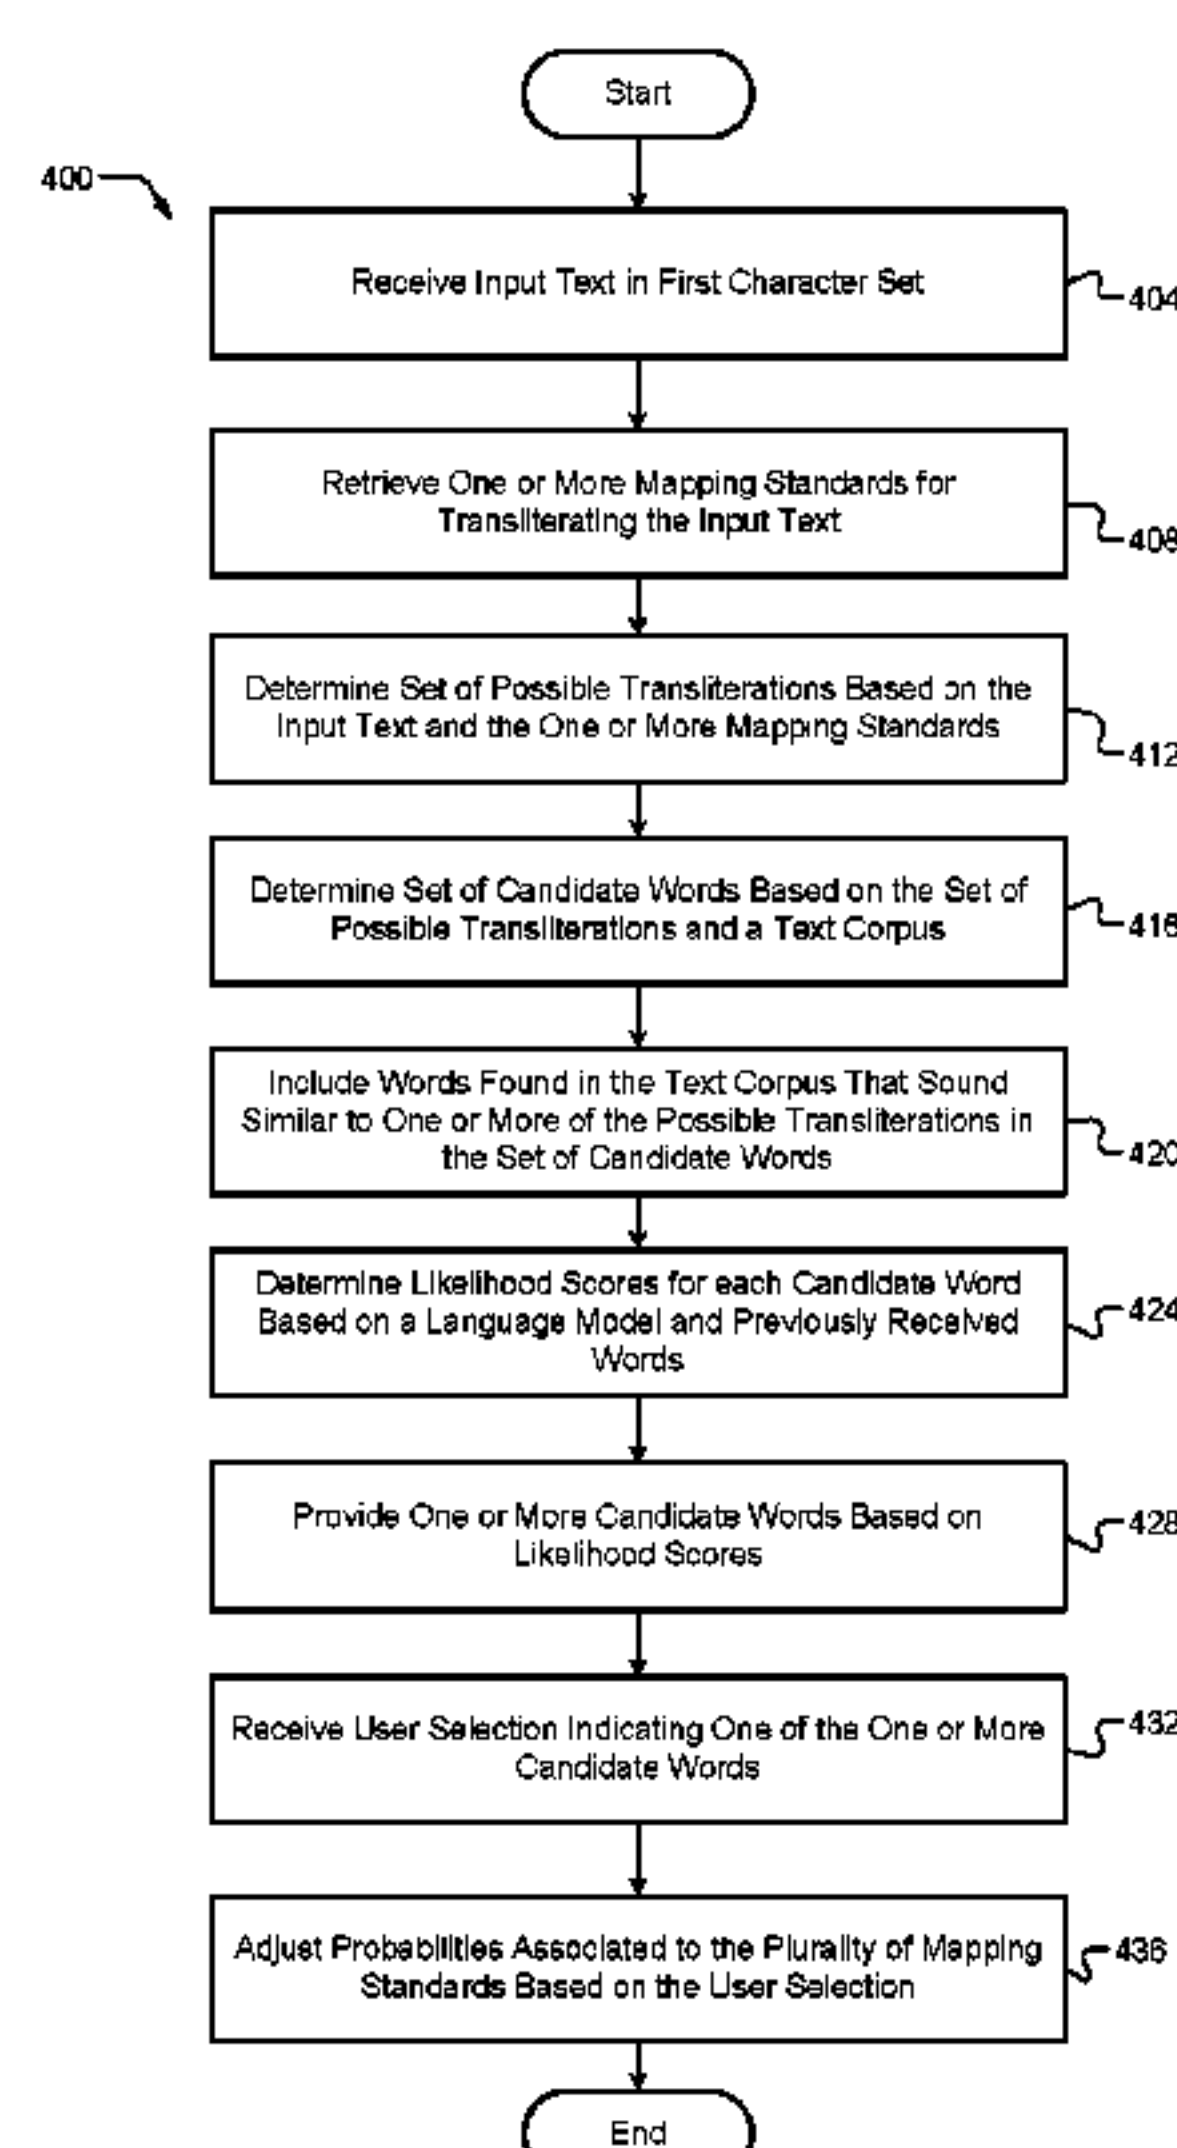 Start
400
Receive Input Text in First Character Set
404
Retrieve One or More Mapping Standards for
Transliterating the Input Text
408
Determine Set of Possible Transliterations Based on the
Input Text and the One or More Mapping Standards
412
Determine Set of Candidate Words Based on the Set of
Possible Transliterations and a Text Corpus
416
Include Words Found in the Text Corpus That Sound
Similar to One or More of the Possible Transliterations in
the Set of Candidate Words
420
Determine Likelihood Scores for each Candidate Word
Based on a Language Model and Previously Received
Words
424
Provide One or More Candidate Words Based on
Likelihood Scores
428
Receive User Selection Indicating One of the One or More
Candidate Words
432
Adjust Probabilities Associated to the Plurality of Mapping
Standards Based on the User Selection
436
End